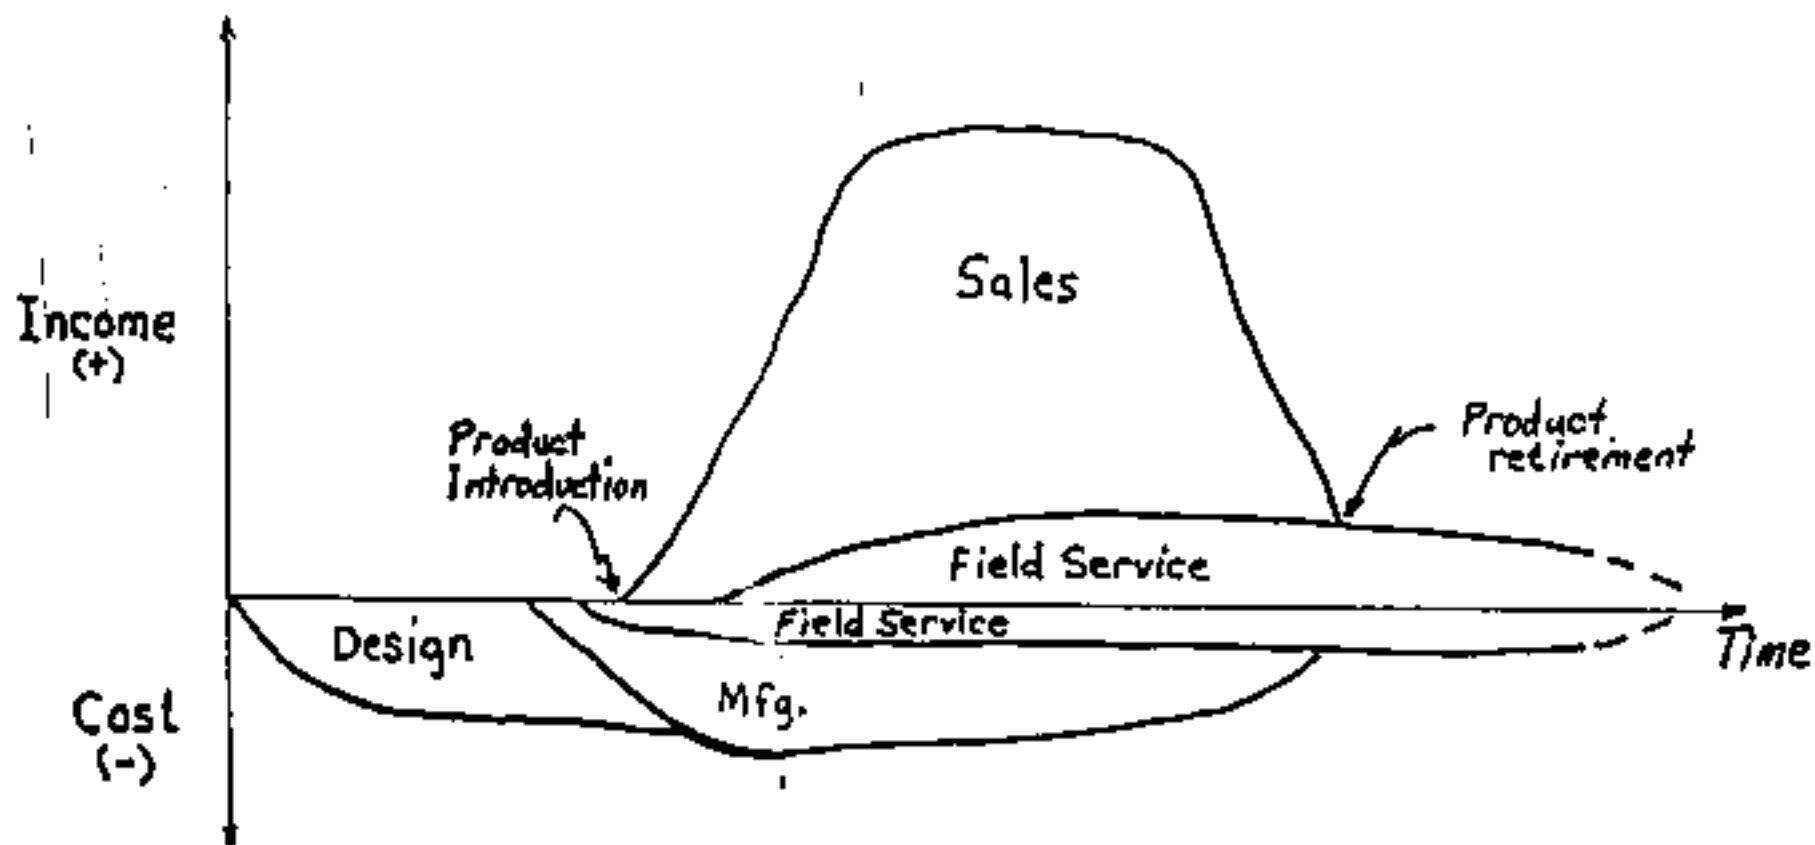 Income
(+)
Sales
Product
Introduction
Product
retirement
Field Service
Field Service
Time
Design
Mfg.
Cost
(-)